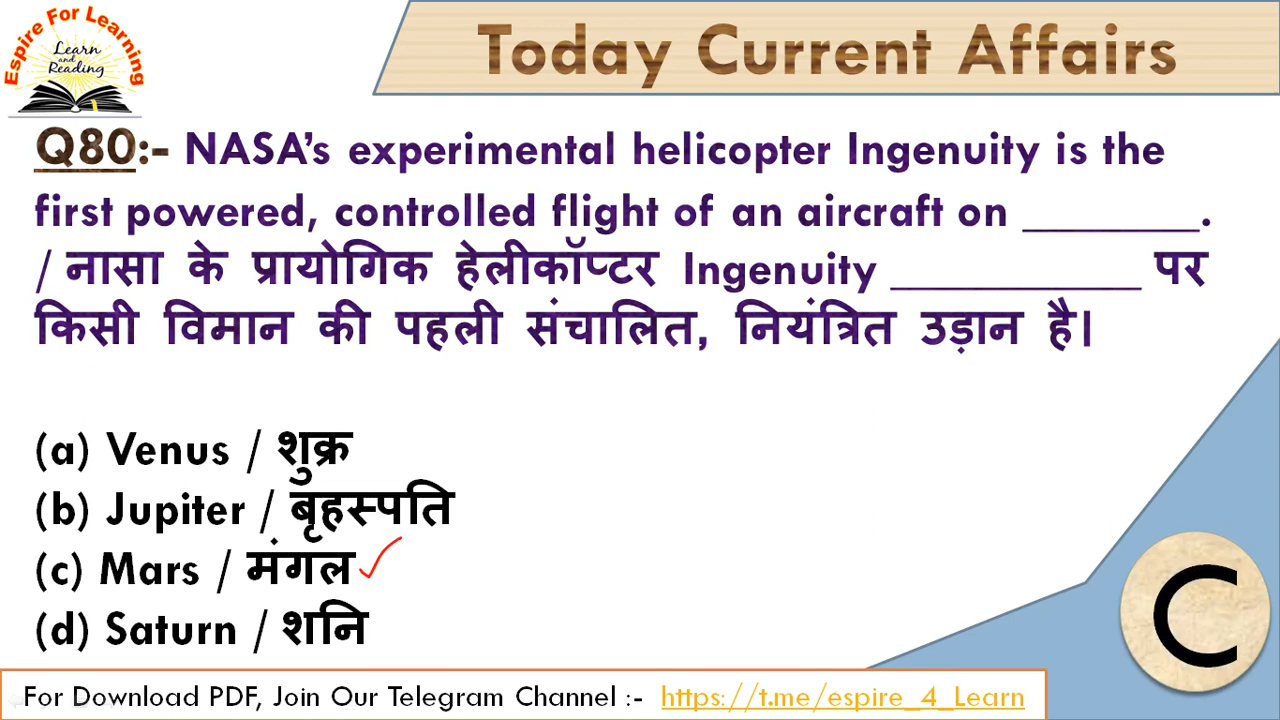 Espire For Learning
Learn
and
Reading
Today Current Affairs
Q80:- NASA’s experimental helicopter Ingenuity is the
first powered, controlled flight of an aircraft on ________.
/ नासा के प्रायोगिक हेलीकॉप्टर Ingenuity ____________ पर
किसी विमान की पहली संचालित, नियंत्रित उड़ान है।
(a) Venus / शुक्र
(b) Jupiter / बृहस्पति
(c) Mars / मंगल
(d) Saturn / शनि
C
For Download PDF, Join Our Telegram Channel :- https://t.me/espire_4_Learn